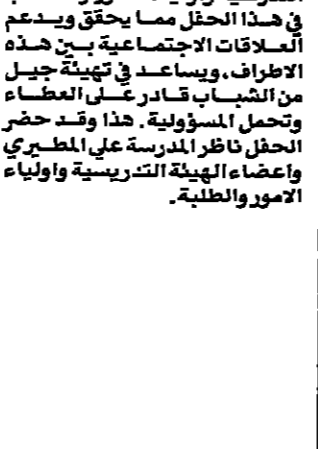 في هذا الحفل مما يحقق ويدعم
العلاقات الاجتماعية بين هذه
الاطراف، ويساعد في تهيئة جيل
من الشباب قادر على العطاء
وتحمل المسؤولية. هذا وقد حضر
الحفل ناظر المدرسة علي المطيري
واعضاء الهيئة التدريسية واولياء
الامور والطلبة.